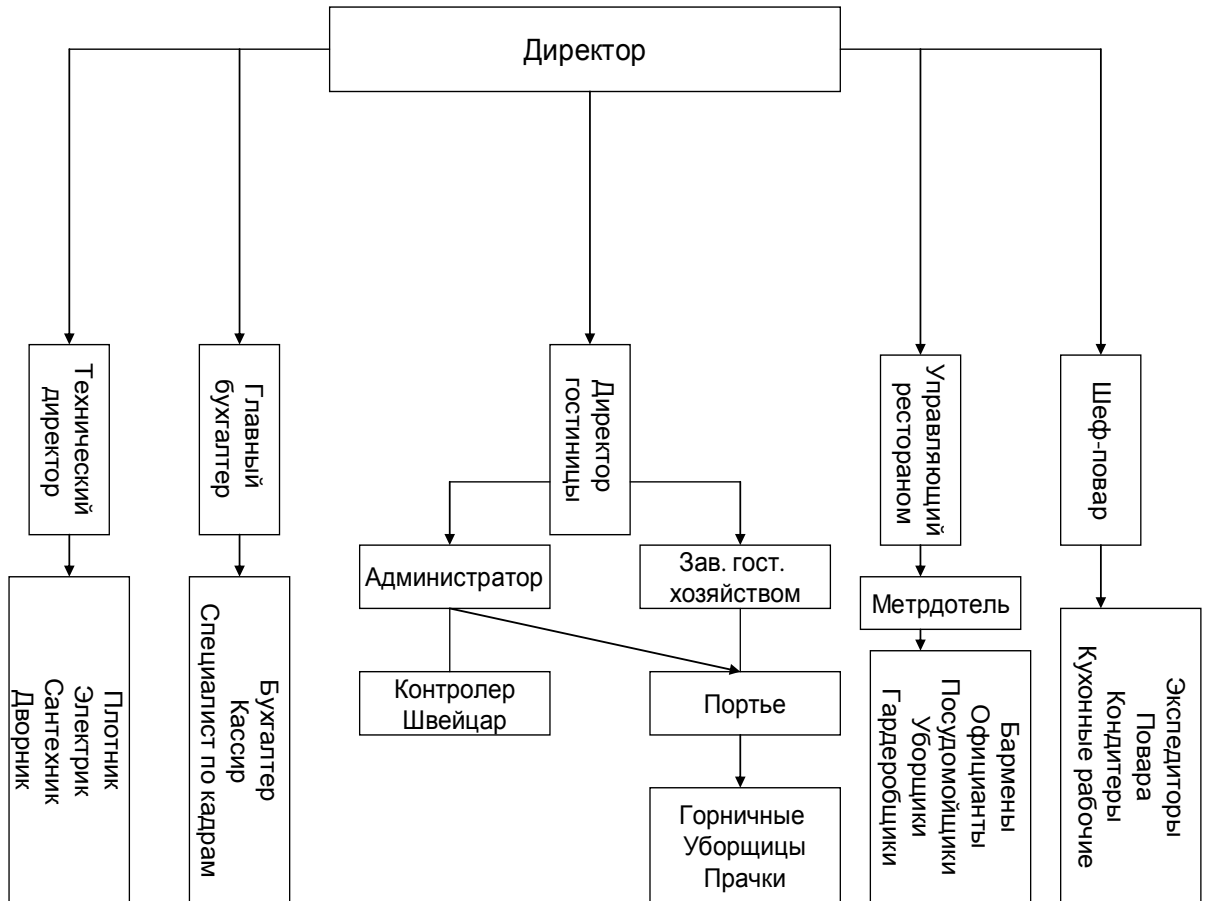 Директор
Технический
директор
Главный
бухгалтер
Директор
гостиницы
Управляющий
рестораном
Шеф-повар
Администратор
Зав. гост.
хозяйством
Метрдотель
Плотник
Электрик
Сантехник
Дворник
Бухгалтер
Кассир
Специалист по кадрам
Контролер
Швейцар
Портье
Горничные
Уборщицы
Прачки
Бармены
Официанты
Посудомойщики
Уборщики
Гардеробщики
Экспедиторы
Повара
Кондитеры
Кухонные рабочие